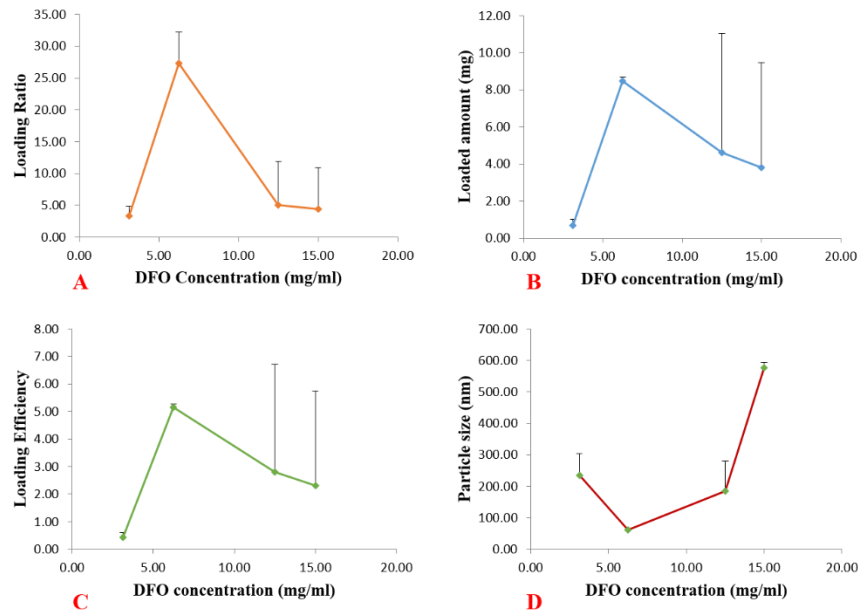 35.00
30.00
25.00
20.00
15.00
10.00
5.00
0.00
Loading Ratio
0.00 5.00 10.00 15.00 20.00
DFO Concentration (mg/ml)
A
12.00
10.00
8.00
6.00
4.00
2.00
0.00
Loaded amount (mg)
0.00 5.00 10.00 15.00 20.00
DFO concentration (mg/ml)
B
8.00
7.00
6.00
5.00
4.00
3.00
2.00
1.00
0.00
Loading Efficiency
0.00 5.00 10.00 15.00 20.00
DFO concentration (mg/ml)
C
700.00
600.00
500.00
400.00
300.00
200.00
100.00
0.00
Particle size (nm)
0.00 5.00 10.00 15.00 20.00
DFO concentration (mg/ml)
D